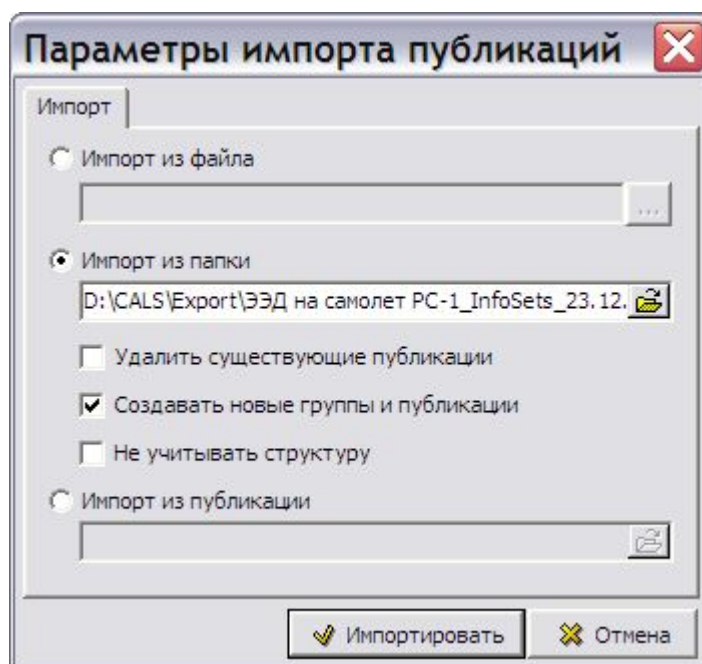 Параметры импорта публикаций
Импорт
Импорт из файла
...
Импорт из папки
D:\CALS\Export\ЭЭД на самолет РС-1_InfoSets_23.12.
Удалить существующие публикации
Создавать новые группы и публикации
Не учитывать структуру
Импорт из публикации
Импортировать Отмена